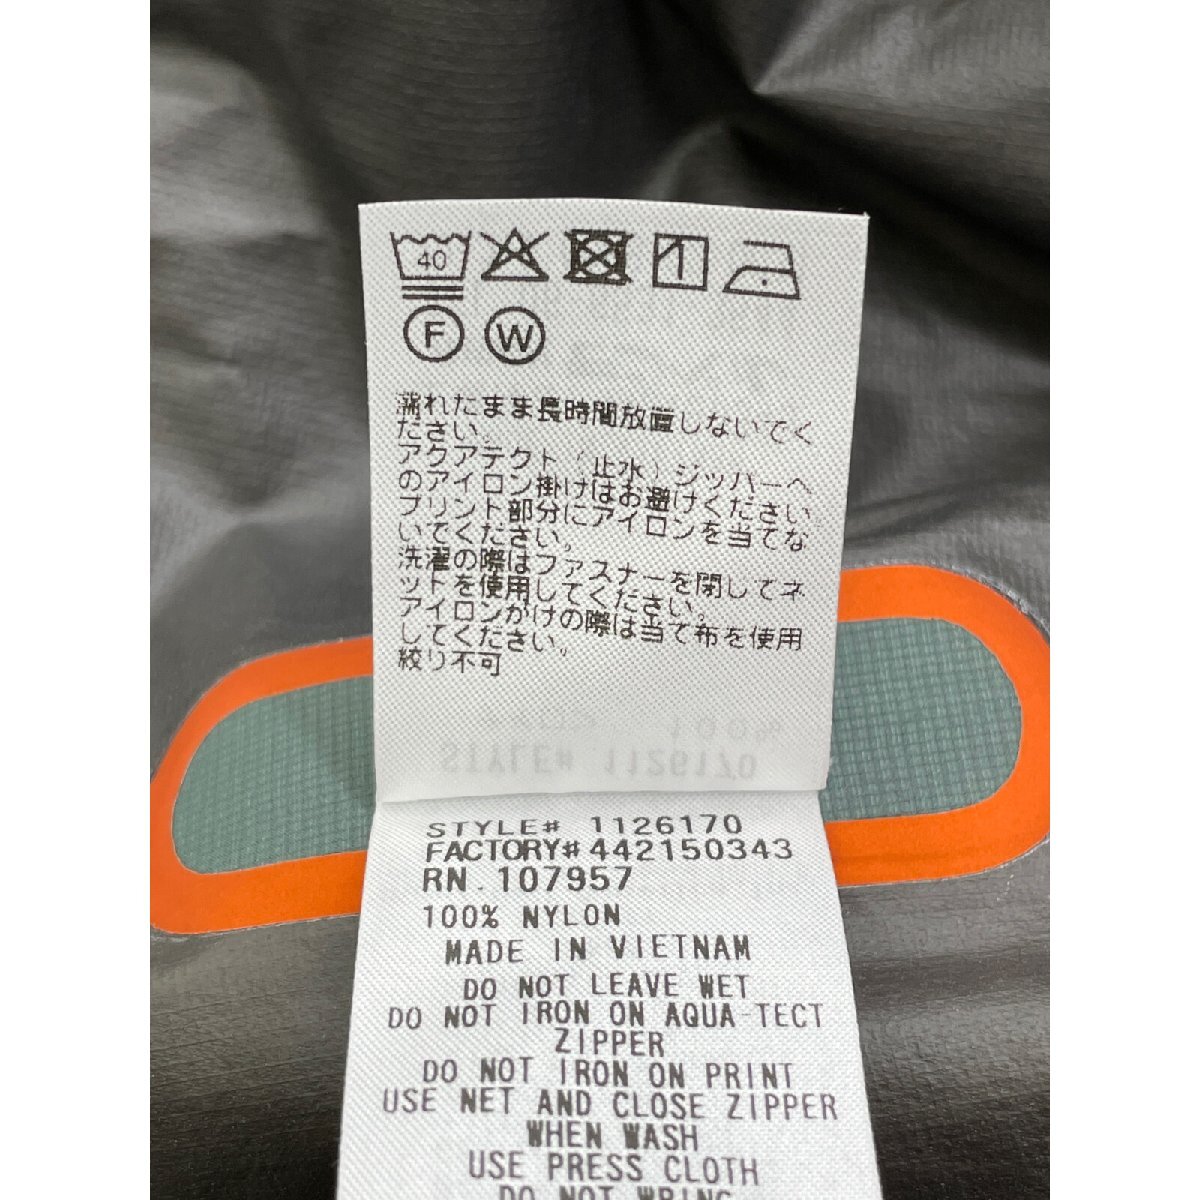 40
F W
濡れたまま長時間放置しないでく
ださい。
アクアテクト（止水）ジッパーへ
のアイロン掛けはお避けください。
プリント部分にアイロンを当てな
いでください。
洗濯の際はファスナーを閉してネ
ットを使用してください。
アイロンがけの際は当て布を使用
してください。
絞り不可
100%
STYLE# 1126170
STYLE# 1126170
FACTORY# 442150343
RN. 107957
100% NYLON
MADE IN VIETNAM
DO NOT LEAVE WET
DO NOT IRON ON AQUA-TECT
ZIPPER
DO NOT IRON ON PRINT
USE NET AND CLOSE ZIPPER
WHEN WASH
USE PRESS CLOTH
DO NOT WRING